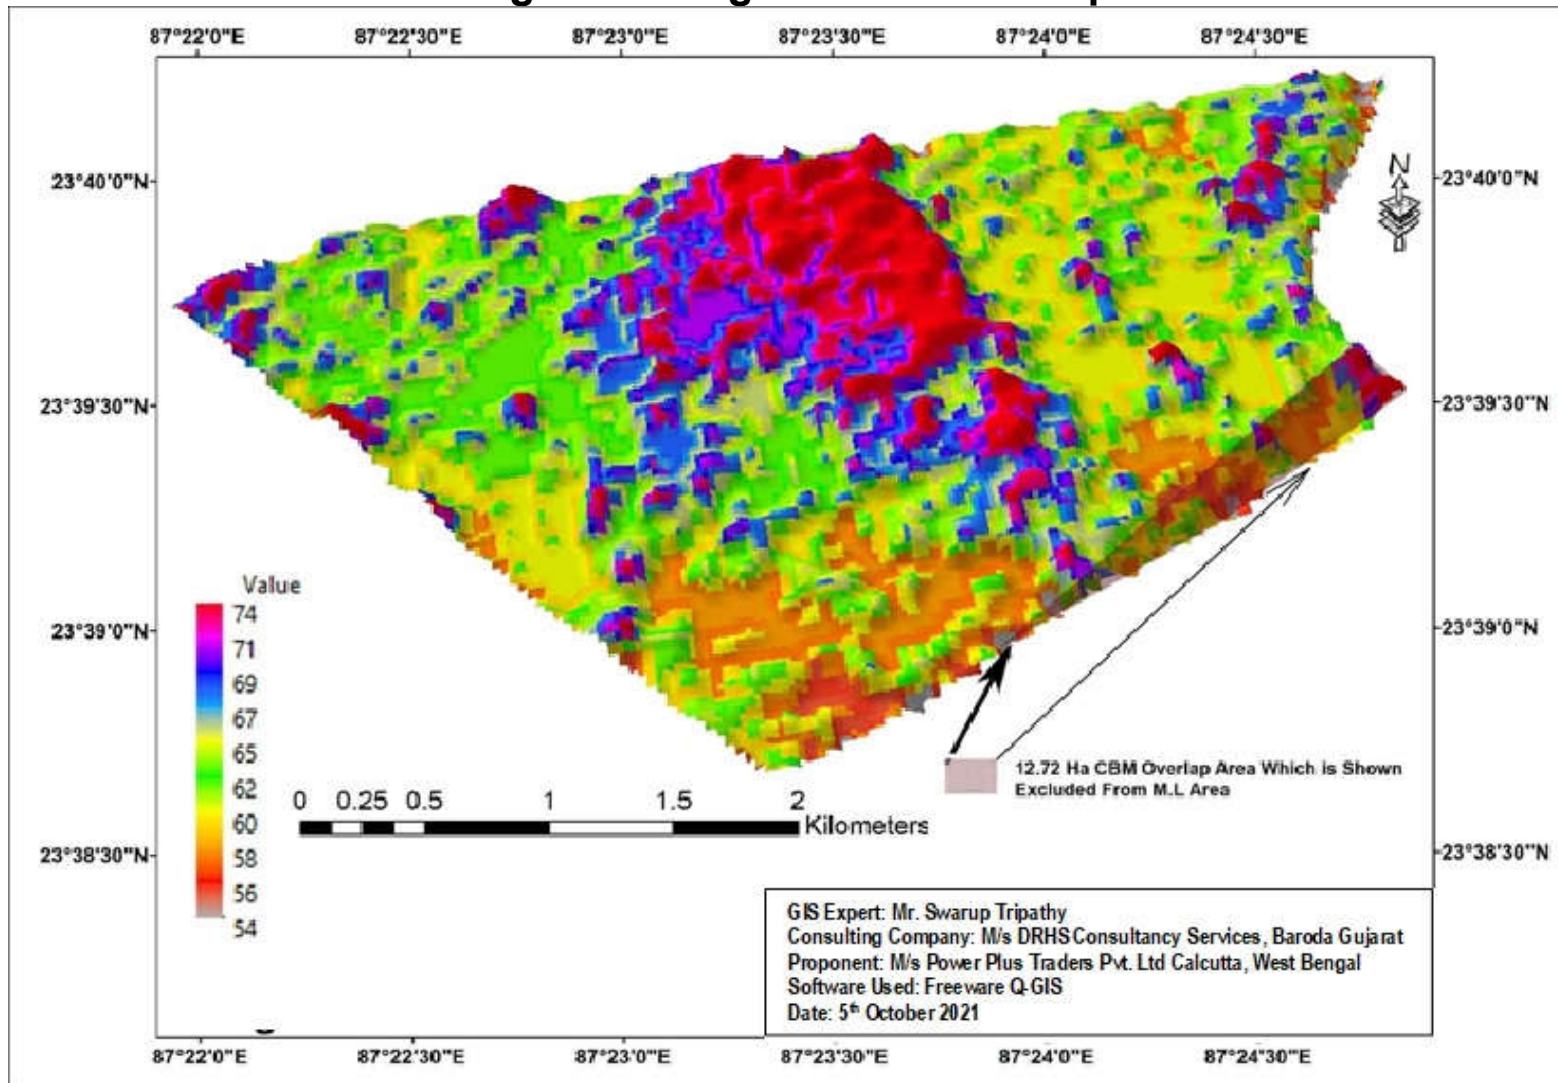 87°22'0"E 87°22'30"E 87°23'0"E 87°23'30"E 87°24'0"E 87°24'30"E
N
23°40'0"N 23°40'0"N
23°39'30"N 23°39'30"N
Value
74
71
69
67
65
62
60
58
56
54
23°39'0"N 23°39'0"N
12.72 Ha CBM Overlap Area Which is Shown
Excluded From M.L Area
0 0.25 0.5 1 1.5 2
Kilometers
23°38'30"N 23°38'30"N
GIS Expert: Mr. Swarup Tripathy
Consulting Company: M/s DRHS Consultancy Services, Baroda Gujarat
Proponent: M/s Power Plus Traders Pvt. Ltd Calcutta, West Bengal
Software Used: Freeware Q-GIS
Date: 5th October 2021
87°22'0"E 87°22'30"E 87°23'0"E 87°23'30"E 87°24'0"E 87°24'30"E